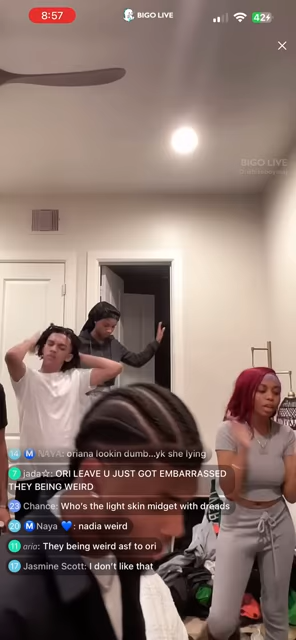 8:57
BIGO LIVE
42
BIGO LIVE
14 M NAYA: oriana lookin dumb...yk she lying
7 jada☆: ORI LEAVE U JUST GOT EMBARRASSED
THEY BEING WEIRD
23 Chance: Who's the light skin midget with dreads
20 M Naya 💙: nadia weird
11 aria: They being weird asf to ori
17 Jasmine Scott: I don't like that